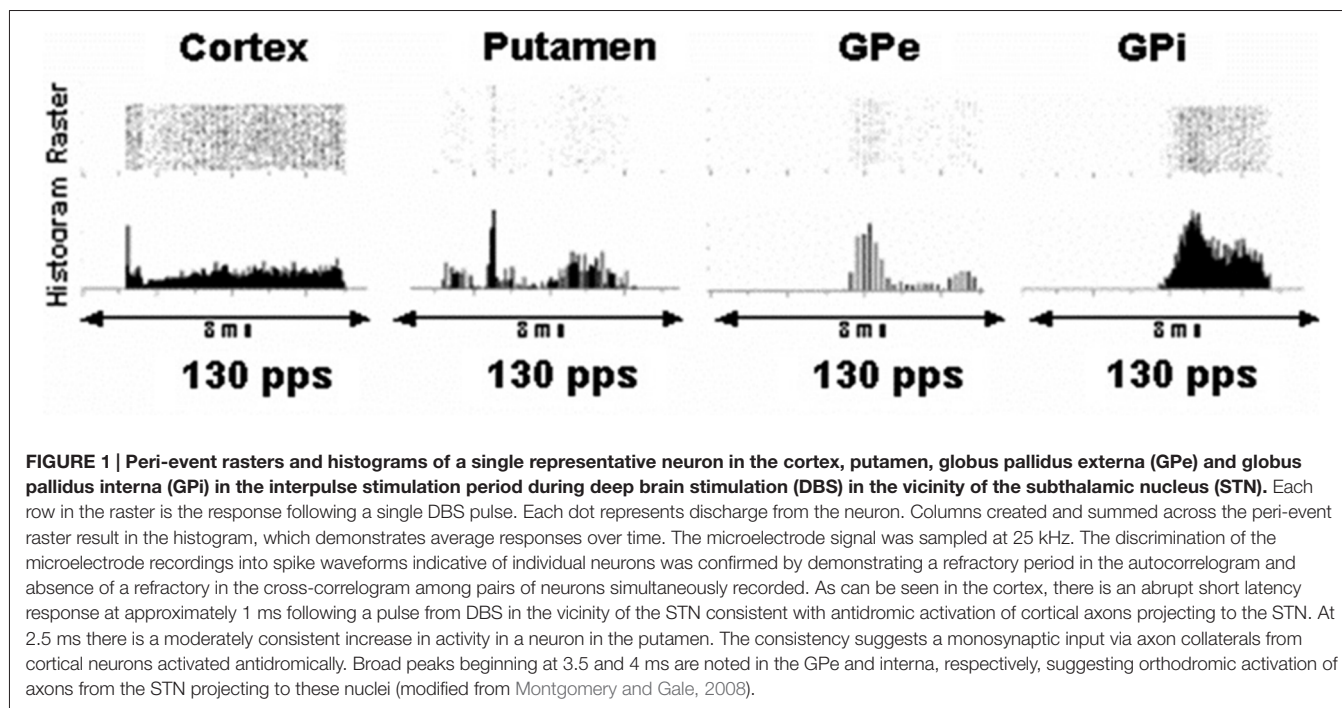 Cortex Putamen GPe GPi
Histogram Raster
8 m s 8 m s 8 m s 8 m s
130 pps 130 pps 130 pps 130 pps
FIGURE 1 | Peri-event rasters and histograms of a single representative neuron in the cortex, putamen, globus pallidus externa (GPe) and globus
pallidus interna (GPi) in the interpulse stimulation period during deep brain stimulation (DBS) in the vicinity of the subthalamic nucleus (STN). Each
row in the raster is the response following a single DBS pulse. Each dot represents discharge from the neuron. Columns created and summed across the peri-event
raster result in the histogram, which demonstrates average responses over time. The microelectrode signal was sampled at 25 kHz. The discrimination of the
microelectrode recordings into spike waveforms indicative of individual neurons was confirmed by demonstrating a refractory period in the autocorrelogram and
absence of a refractory in the cross-correlogram among pairs of neurons simultaneously recorded. As can be seen in the cortex, there is an abrupt short latency
response at approximately 1 ms following a pulse from DBS in the vicinity of the STN consistent with antidromic activation of cortical axons projecting to the STN. At
2.5 ms there is a moderately consistent increase in activity in a neuron in the putamen. The consistency suggests a monosynaptic input via axon collaterals from
cortical neurons activated antidromically. Broad peaks beginning at 3.5 and 4 ms are noted in the GPe and interna, respectively, suggesting orthodromic activation of
axons from the STN projecting to these nuclei (modified from Montgomery and Gale, 2008).